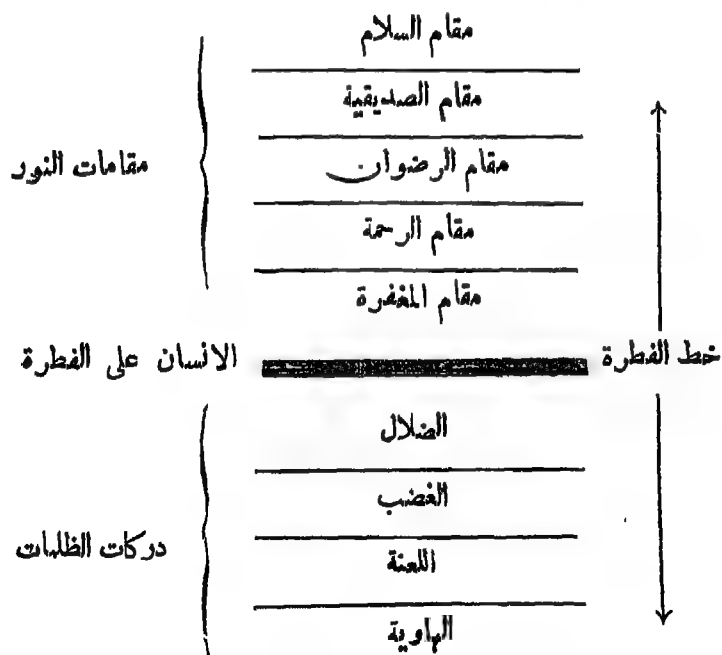 مقام السلام
مقام الصديقية
مقامات النور
مقام الرضوان
مقام الرحمة
مقام المغفرة
خط الفطرة
الانسان على الفطرة
الضلال
الغضب
دركات الظلمات
اللعنة
الهاوية